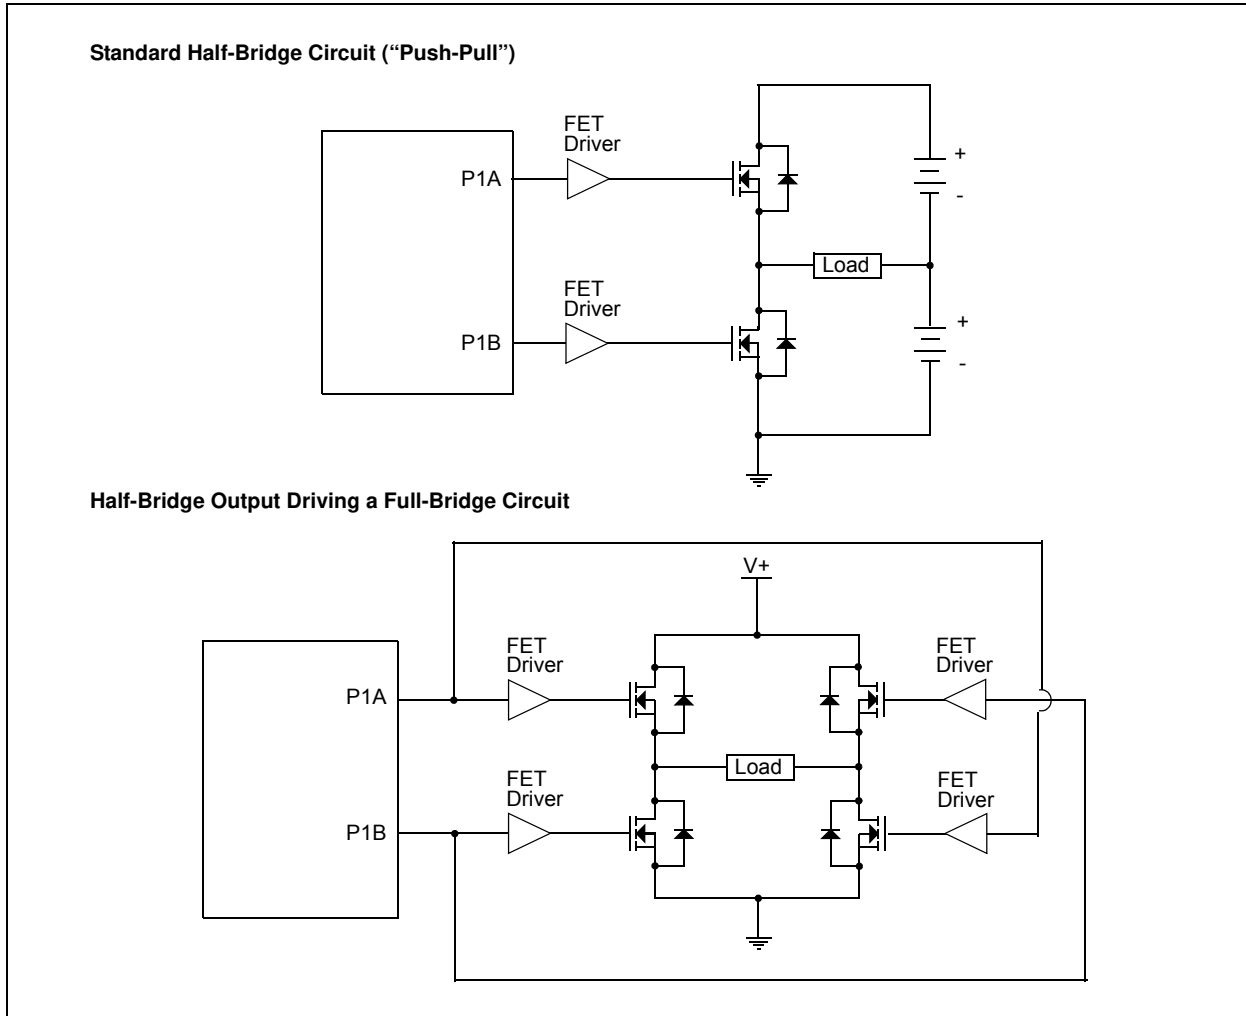 Standard Half-Bridge Circuit (“Push-Pull”)
FET
Driver
P1A
+
-
Load
FET
Driver
P1B
+
-
Half-Bridge Output Driving a Full-Bridge Circuit
V+
FET
Driver
FET
Driver
P1A
Load
FET
Driver
FET
Driver
P1B